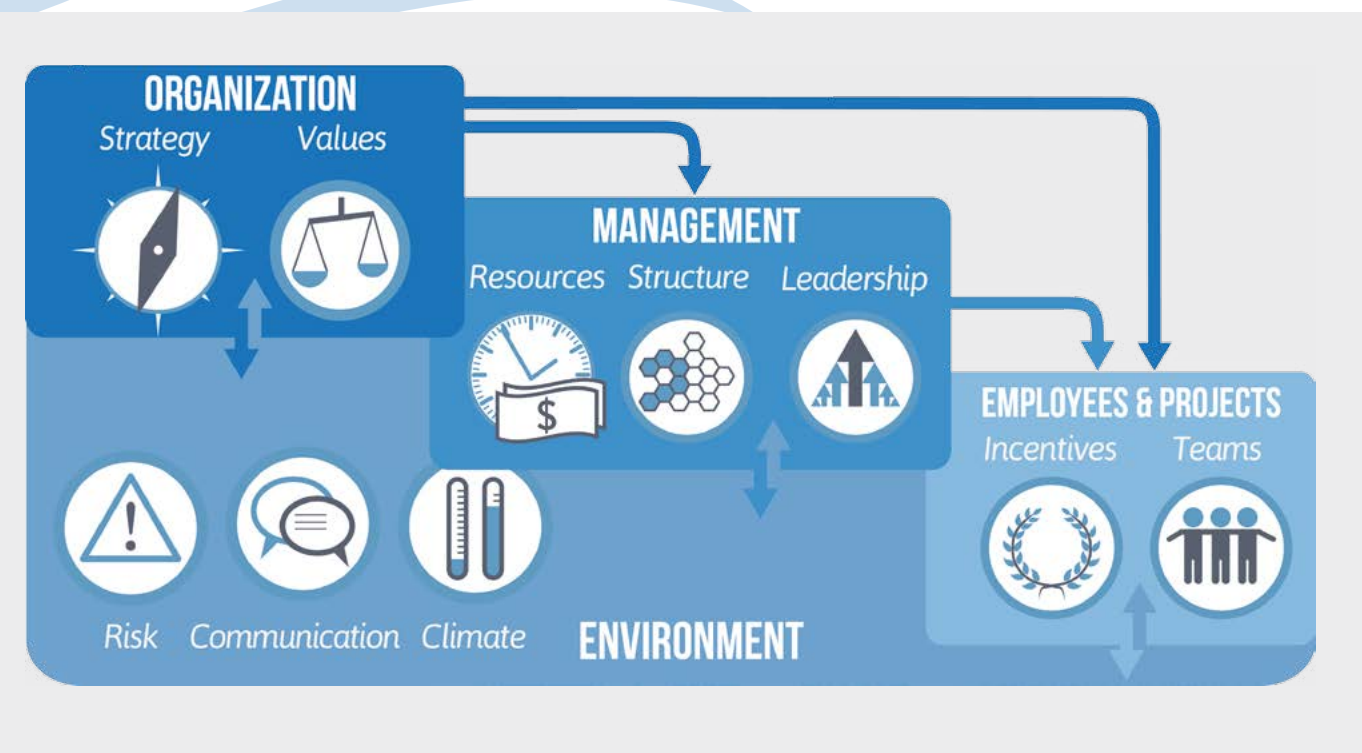 ORGANIZATION
Strategy Values
MANAGEMENT
Resources Structure Leadership
$
EMPLOYEES & PROJECTS
Incentives Teams
!
Risk Communication Climate
ENVIRONMENT